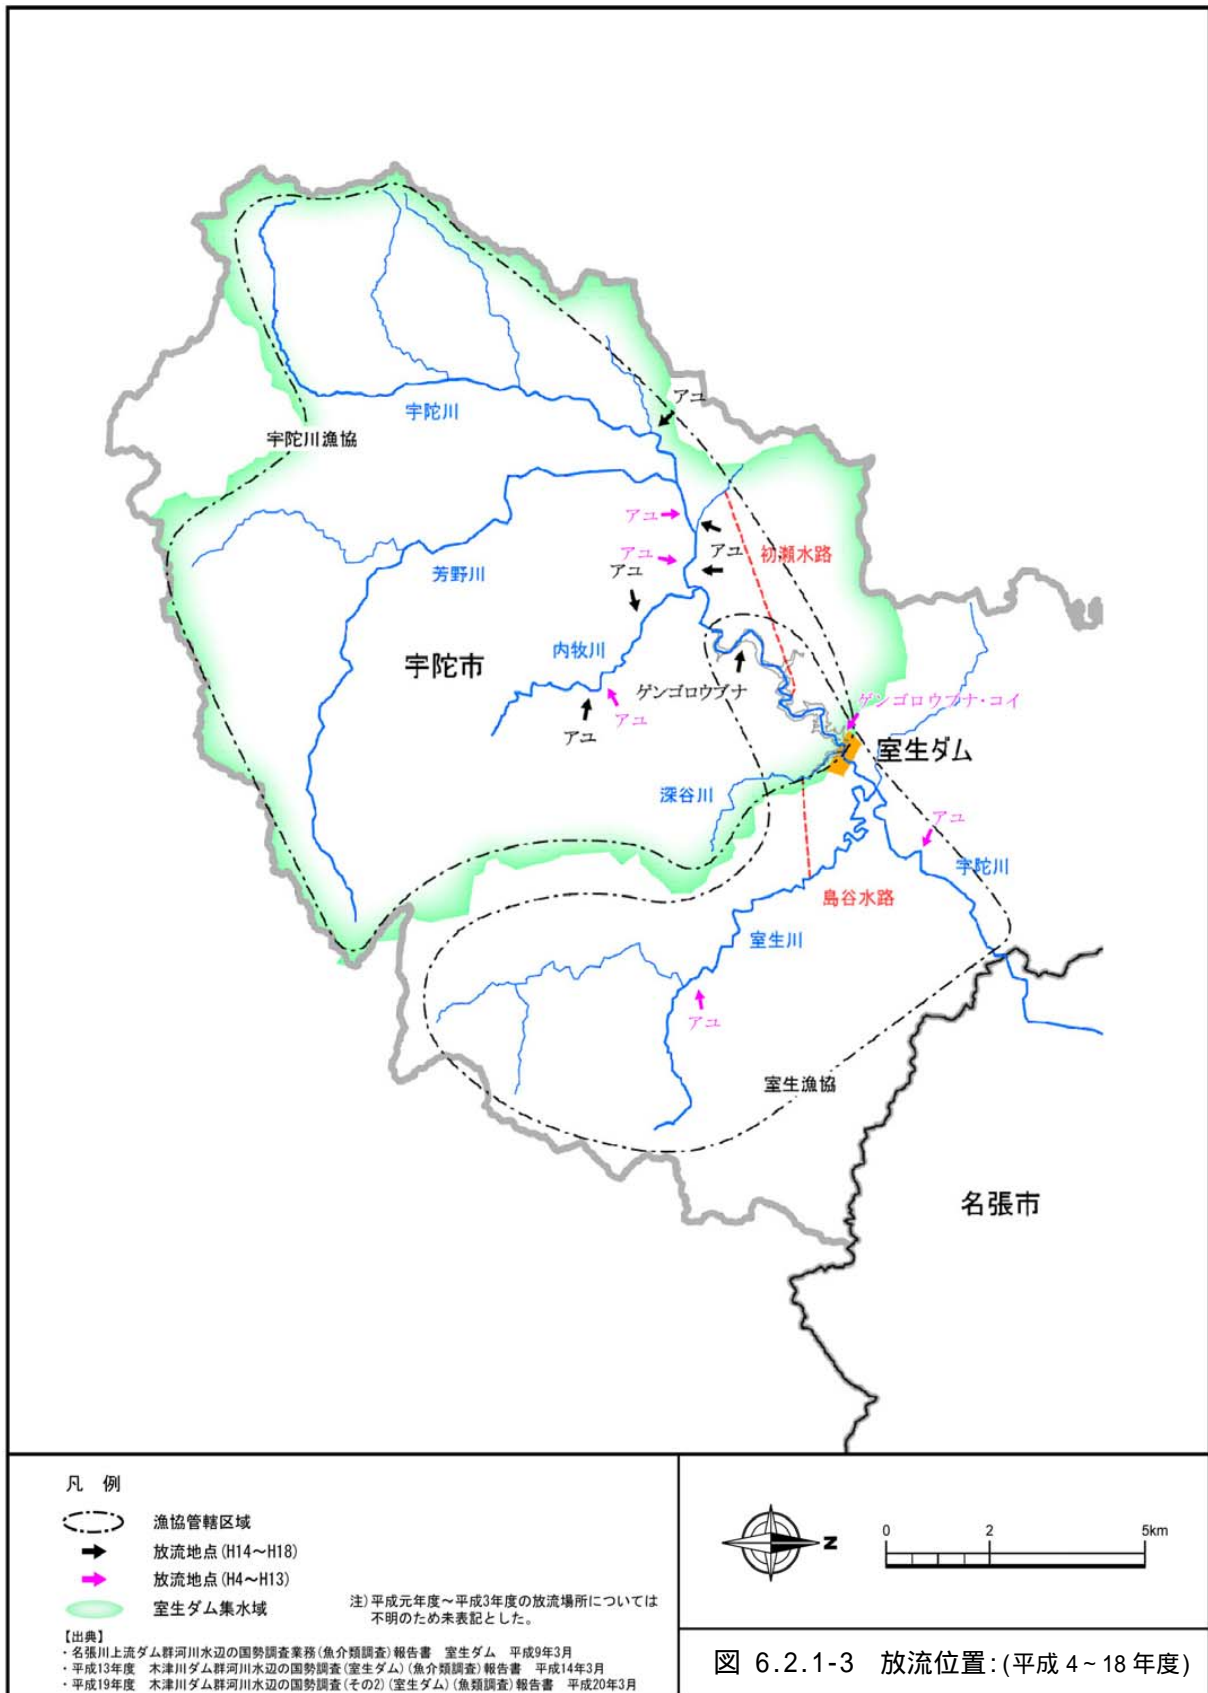 アユ
宇陀川
宇陀川漁協
アユ
アユ
初瀬水路
アユ
アユ
芳野川
内牧川
宇陀市
ゲンゴロウブナ
アユ
アユ
ゲンゴロウブナ・コイ
室生ダム
深谷川
アユ
宇陀川
島谷水路
室生川
アユ
室生漁協
名張市
凡 例
漁協管轄区域
放流地点(H14～H18)
放流地点(H4～H13)
室生ダム集水域
注)平成元年度～平成3年度の放流場所については
不明のため未表記とした。
【出典】
・名張川上流ダム群河川水辺の国勢調査業務(魚介類調査)報告書 室生ダム 平成9年3月
・平成13年度 木津川ダム群河川水辺の国勢調査(室生ダム)(魚介類調査)報告書 平成14年3月
・平成19年度 木津川ダム群河川水辺の国勢調査(その2)(室生ダム)(魚類調査)報告書 平成20年3月
N
0 2 5km
図 6.2.1-3 放流位置:(平成 4～18 年度)